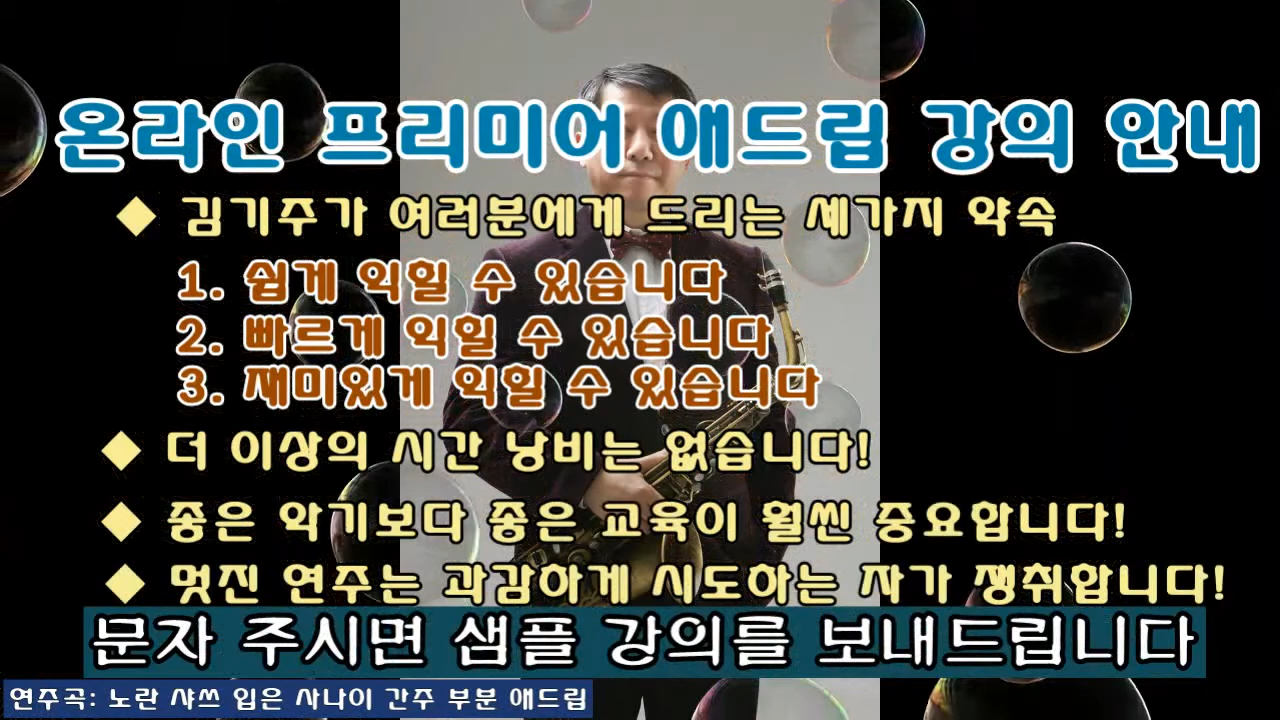 온라인 프리미어 애드립 강의 안내
◆ 김기주가 여러분에게 드리는 세가지 약속
1. 쉽게 익힐 수 있습니다
2. 빠르게 익힐 수 있습니다
3. 재미있게 익힐 수 있습니다
◆ 더 이상의 시간 낭비는 없습니다!
◆ 좋은 악기보다 좋은 교육이 훨씬 중요합니다!
◆ 멋진 연주는 과감하게 시도하는 자가 쟁취합니다!
문자 주시면 샘플 강의를 보내드립니다
연주곡: 노란 샤쓰 입은 사나이 간주 부분 애드립